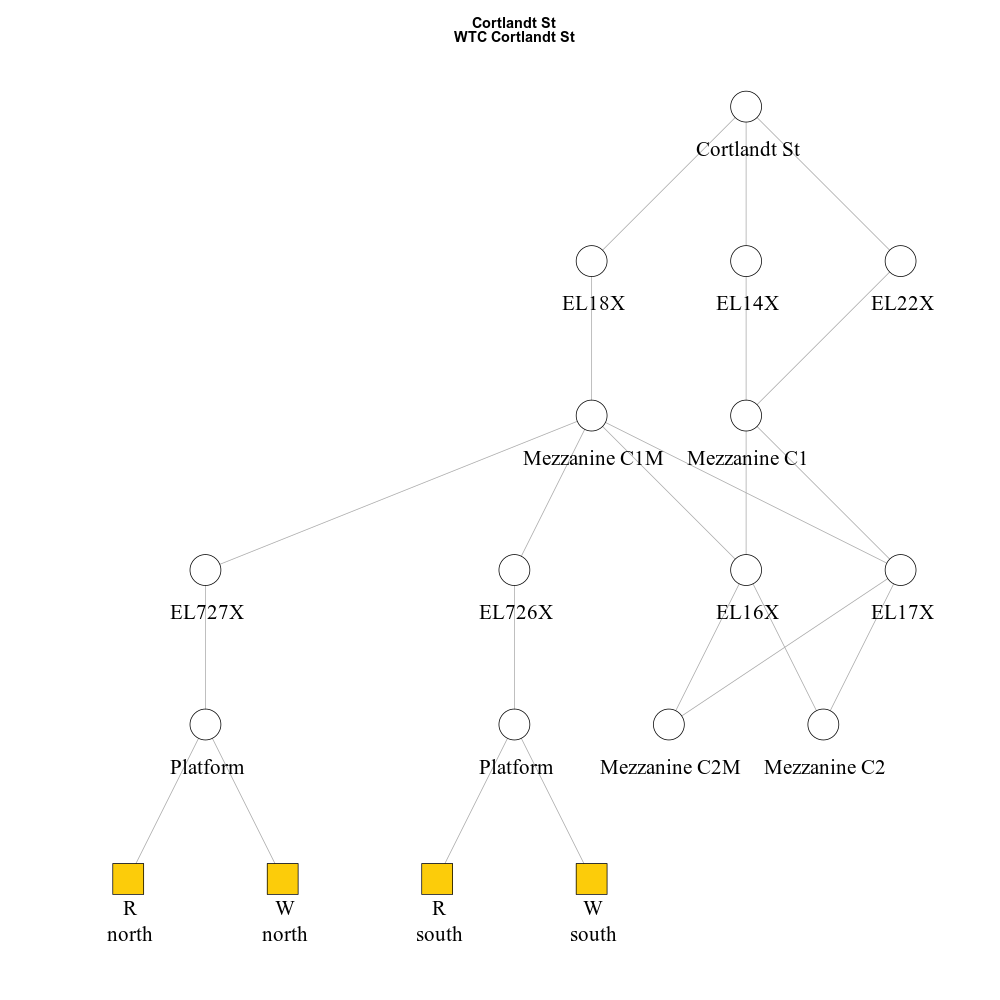 Cortlandt St
WTC Cortlandt St
Cortlandt St
EL18X
EL14X
EL22X
Mezzanine C1M
Mezzanine C1
EL727X
EL726X
EL16X
EL17X
Platform
Platform
Mezzanine C2M
Mezzanine C2
R
north
W
north
R
south
W
south